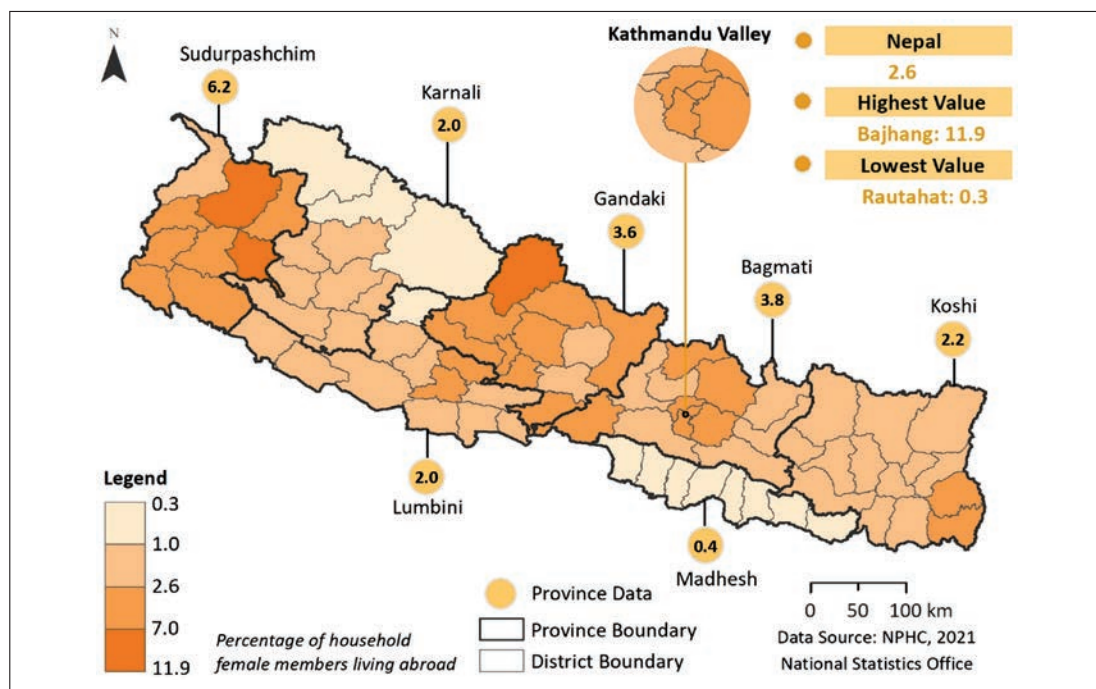 N
Sudurpashchim
6.2
Karnali
2.0
Gandaki
3.6
Kathmandu Valley
Bagmati
3.8
Koshi
2.2
Nepal
2.6
Highest Value
Bajhang: 11.9
Lowest Value
Rautahat: 0.3
2.0
Lumbini
0.4
Madhesh
Legend
0.3
1.0
2.6
7.0
11.9
Percentage of household
female members living abroad
Province Data
Province Boundary
District Boundary
0 50 100 km
Data Source: NPHC, 2021
National Statistics Office